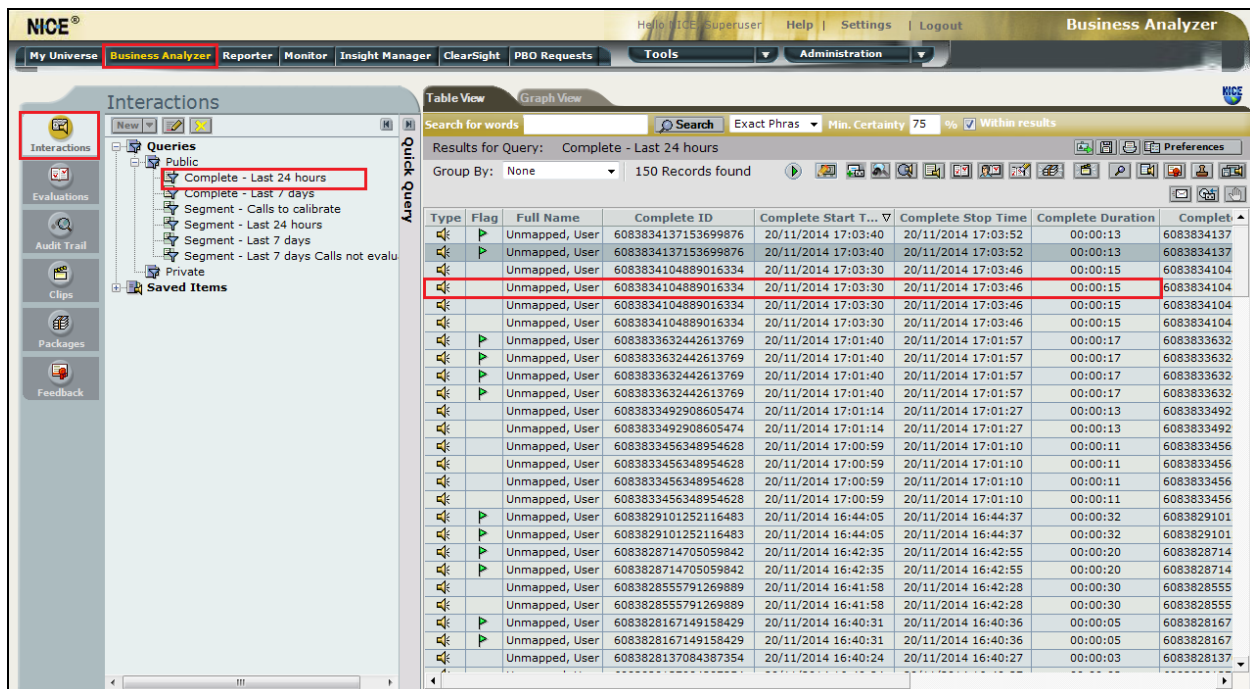 NICE®
Hello NICE, Superuser Help | Settings | Logout
Business Analyzer
My Universe Business Analyzer Reporter Monitor Insight Manager ClearSight PBO Requests Tools Administration
Interactions
Table View Graph View
NICE
New
Search for words Search Exact Phras Min. Certainty 75 % Within results
Interactions
Evaluations
Audit Trail
Clips
Packages
Feedback
Queries
Public
Complete - Last 24 hours
Complete - Last 7 days
Segment - Calls to calibrate
Segment - Last 24 hours
Segment - Last 7 days
Segment - Last 7 days Calls not evalu
Private
Saved Items
Quick Query
Results for Query: Complete - Last 24 hours Preferences
Group By: None 150 Records found
Type Flag Full Name Complete ID Complete Start T... Complete Stop Time Complete Duration Complet
Unmapped, User 6083834137153699876 20/11/2014 17:03:40 20/11/2014 17:03:52 00:00:13 6083834137
Unmapped, User 6083834137153699876 20/11/2014 17:03:40 20/11/2014 17:03:52 00:00:13 6083834137
Unmapped, User 6083834104889016334 20/11/2014 17:03:30 20/11/2014 17:03:46 00:00:15 6083834104
Unmapped, User 6083834104889016334 20/11/2014 17:03:30 20/11/2014 17:03:46 00:00:15 6083834104
Unmapped, User 6083834104889016334 20/11/2014 17:03:30 20/11/2014 17:03:46 00:00:15 6083834104
Unmapped, User 6083834104889016334 20/11/2014 17:03:30 20/11/2014 17:03:46 00:00:15 6083834104
Unmapped, User 6083833632442613769 20/11/2014 17:01:40 20/11/2014 17:01:57 00:00:17 6083833632
Unmapped, User 6083833632442613769 20/11/2014 17:01:40 20/11/2014 17:01:57 00:00:17 6083833632
Unmapped, User 6083833632442613769 20/11/2014 17:01:40 20/11/2014 17:01:57 00:00:17 6083833632
Unmapped, User 6083833632442613769 20/11/2014 17:01:40 20/11/2014 17:01:57 00:00:17 6083833632
Unmapped, User 6083833492908605474 20/11/2014 17:01:14 20/11/2014 17:01:27 00:00:13 6083833492
Unmapped, User 6083833492908605474 20/11/2014 17:01:14 20/11/2014 17:01:27 00:00:13 6083833492
Unmapped, User 6083833456348954628 20/11/2014 17:00:59 20/11/2014 17:01:10 00:00:11 6083833456
Unmapped, User 6083833456348954628 20/11/2014 17:00:59 20/11/2014 17:01:10 00:00:11 6083833456
Unmapped, User 6083833456348954628 20/11/2014 17:00:59 20/11/2014 17:01:10 00:00:11 6083833456
Unmapped, User 6083833456348954628 20/11/2014 17:00:59 20/11/2014 17:01:10 00:00:11 6083833456
Unmapped, User 6083829101252116483 20/11/2014 16:44:05 20/11/2014 16:44:37 00:00:32 6083829101
Unmapped, User 6083829101252116483 20/11/2014 16:44:05 20/11/2014 16:44:37 00:00:32 6083829101
Unmapped, User 6083828714705059842 20/11/2014 16:42:35 20/11/2014 16:42:55 00:00:20 6083828714
Unmapped, User 6083828714705059842 20/11/2014 16:42:35 20/11/2014 16:42:55 00:00:20 6083828714
Unmapped, User 6083828555791269889 20/11/2014 16:41:58 20/11/2014 16:42:28 00:00:30 6083828555
Unmapped, User 6083828555791269889 20/11/2014 16:41:58 20/11/2014 16:42:28 00:00:30 6083828555
Unmapped, User 6083828167149158429 20/11/2014 16:40:31 20/11/2014 16:40:36 00:00:05 6083828167
Unmapped, User 6083828167149158429 20/11/2014 16:40:31 20/11/2014 16:40:36 00:00:05 6083828167
Unmapped, User 6083828137084387354 20/11/2014 16:40:24 20/11/2014 16:40:27 00:00:03 6083828137